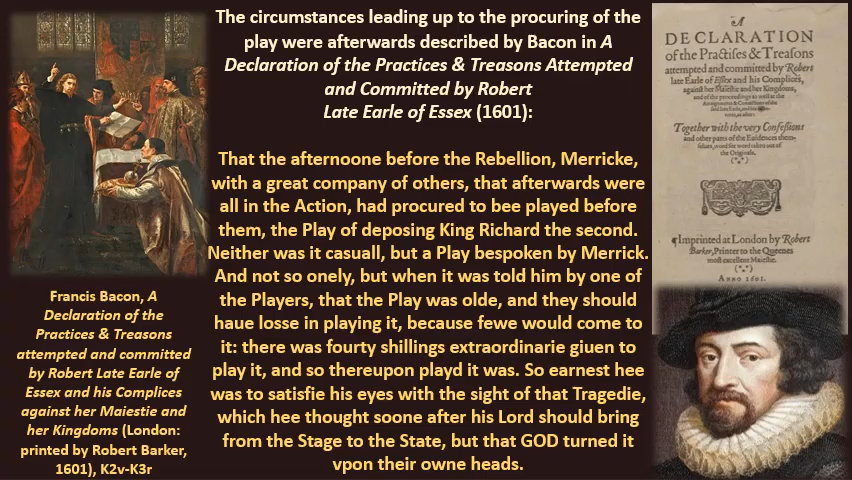 The circumstances leading up to the procuring of the
play were afterwards described by Bacon in A
Declaration of the Practices & Treasons Attempted
and Committed by Robert
Late Earle of Essex (1601):
That the afternoone before the Rebellion, Merricke,
with a great company of others, that afterwards were
all in the Action, had procured to bee played before
them, the Play of deposing King Richard the second.
Neither was it casuall, but a Play bespoken by Merrick.
And not so onely, but when it was told him by one of
the Players, that the Play was olde, and they should
haue losse in playing it, because fewe would come to
it: there was fourty shillings extraordinarie giuen to
play it, and so thereupon playd it was. So earnest hee
was to satisfie his eyes with the sight of that Tragedie,
which hee thought soone after his Lord should bring
from the Stage to the State, but that GOD turned it
vpon their owne heads.
Francis Bacon, A
Declaration of the
Practices & Treasons
attempted and committed
by Robert Late Earle of
Essex and his Complices
against her Maiestie and
her Kingdoms (London:
printed by Robert Barker,
1601), K2v-K3r
A
DECLARATION
of the Practises & Treasons
attempted and committed by Robert
late Earle of Essex and his Complices,
against her Maiestie and her Kingdoms,
Together with the very Confessions
and other parts of the Euidences
word for word taken out of
the Originals.
¶ Imprinted at London by Robert
Barker, Printer to the Queenes
most excellent Maiestie.
ANNO 1601.